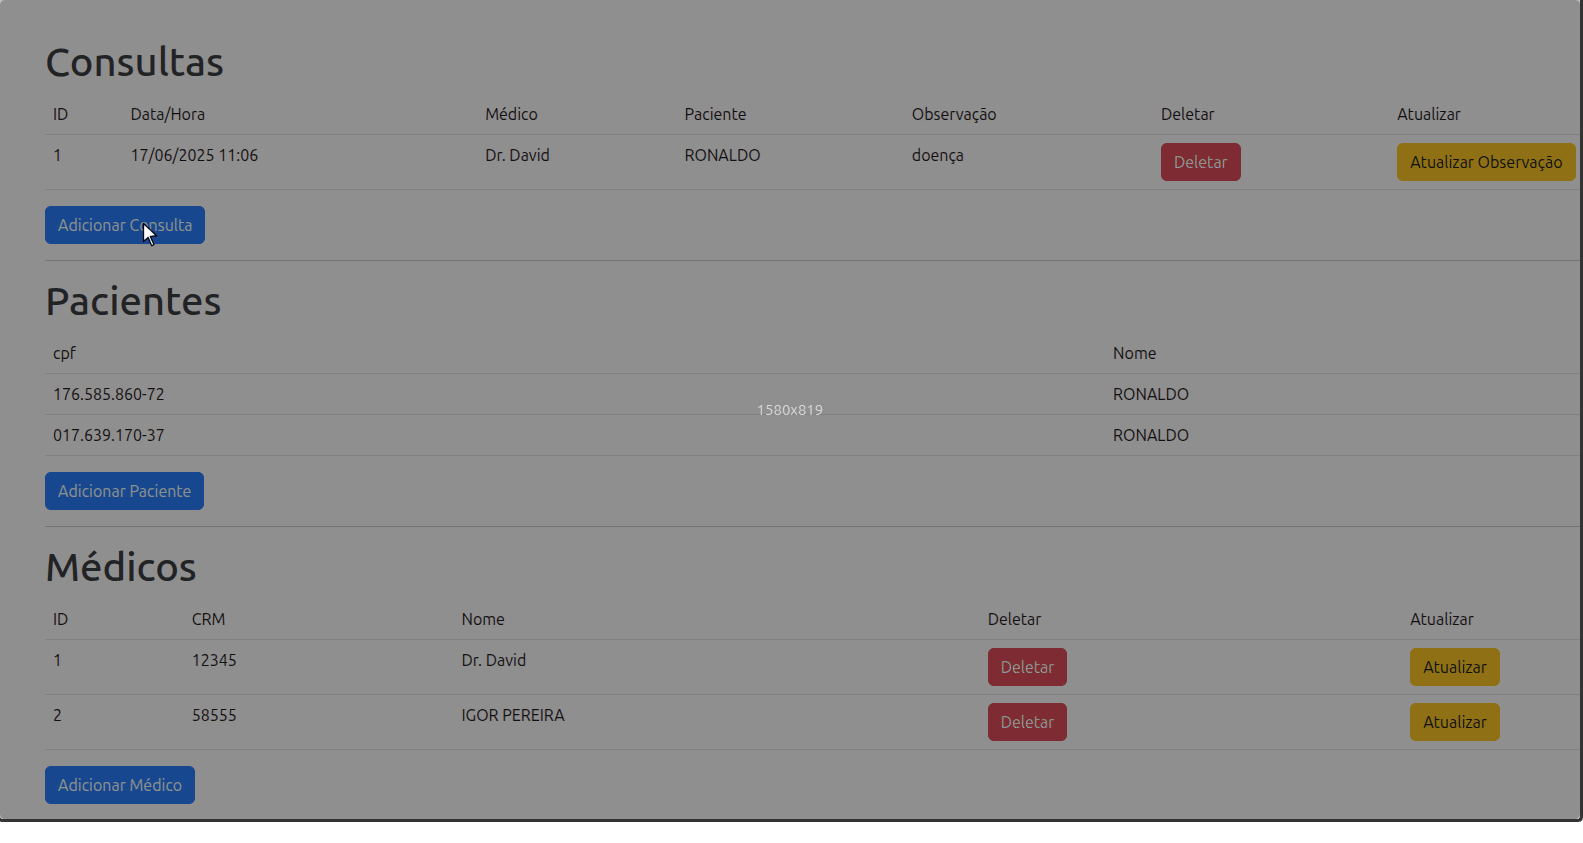 Consultas
ID Data/Hora Médico Paciente Observação Deletar Atualizar
1 17/06/2025 11:06 Dr. David RONALDO doença Deletar Atualizar Observação
Adicionar Consulta
Pacientes
cpf Nome
176.585.860-72 RONALDO
1580x819
017.639.170-37 RONALDO
Adicionar Paciente
Médicos
ID CRM Nome Deletar Atualizar
1 12345 Dr. David Deletar Atualizar
2 58555 IGOR PEREIRA Deletar Atualizar
Adicionar Médico